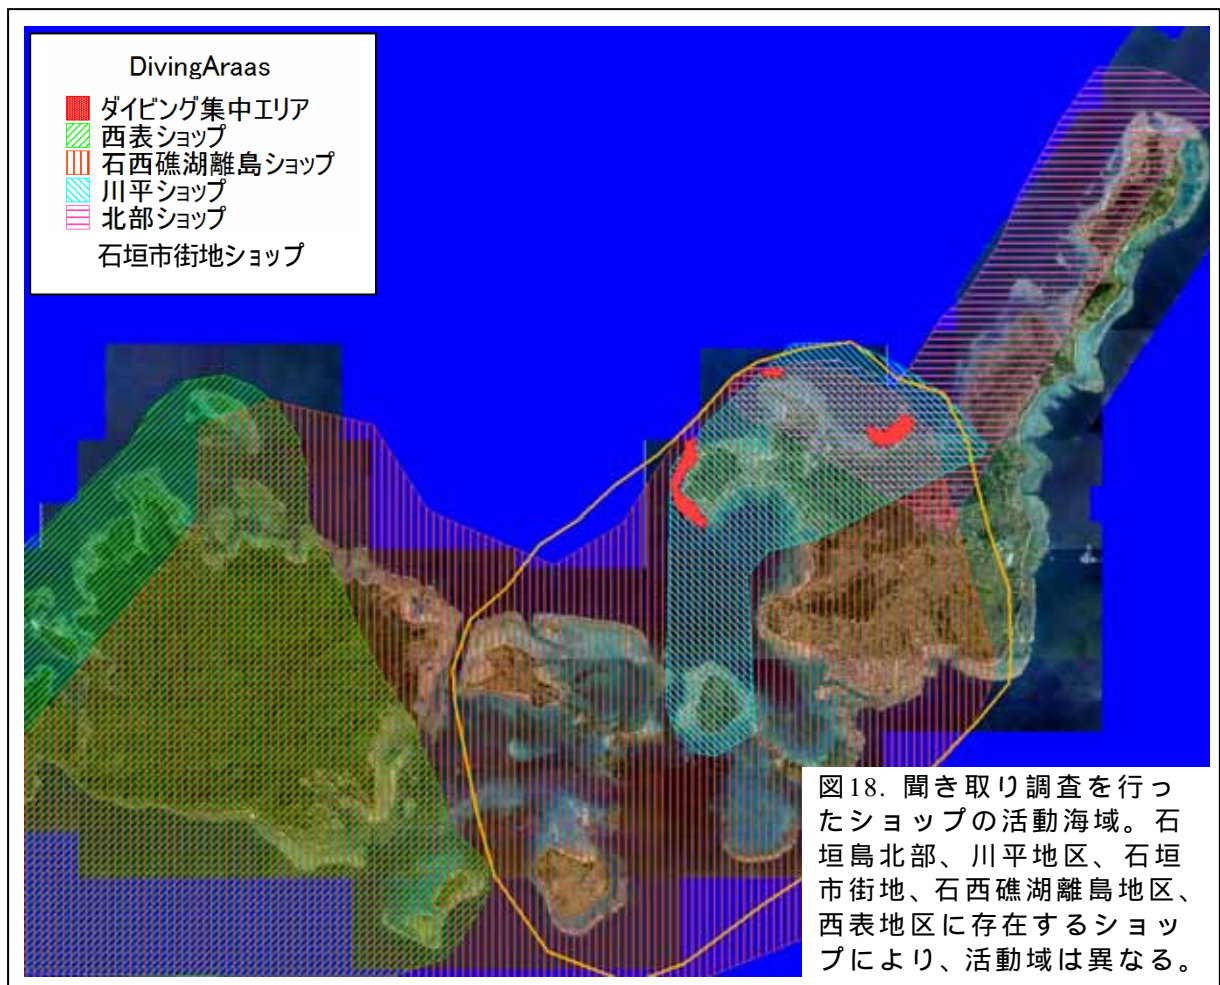 DivingAraas
ダイビング集中エリア
西表ショップ
石西礁湖離島ショップ
川平ショップ
北部ショップ
石垣市街地ショップ
図18. 聞き取り調査を行っ
たショップの活動海域。石
垣島北部、川平地区、石垣
市街地、石西礁湖離島地区、
西表地区に存在するショッ
プにより、活動域は異なる。